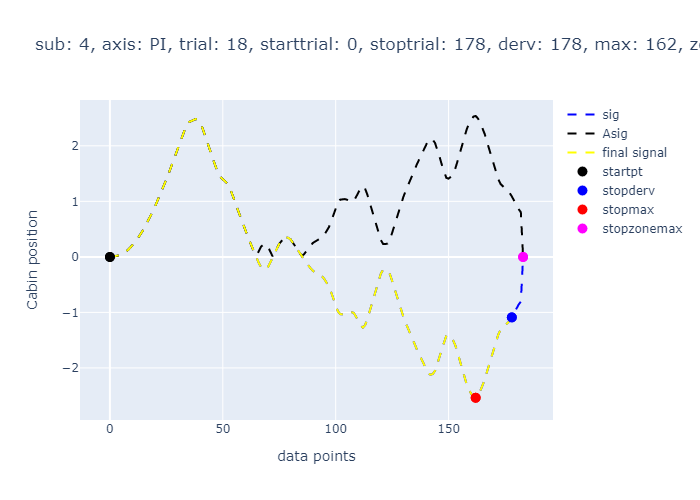 sub: 4, axis: PI, trial: 18, starttrial: 0, stoptrial: 178, derv: 178, max: 162, z
sig
Asig
final signal
startpt
stopderv
stopmax
stopzonemax
Cabin position
2
1
0
−1
−2
0
50
100
150
data points